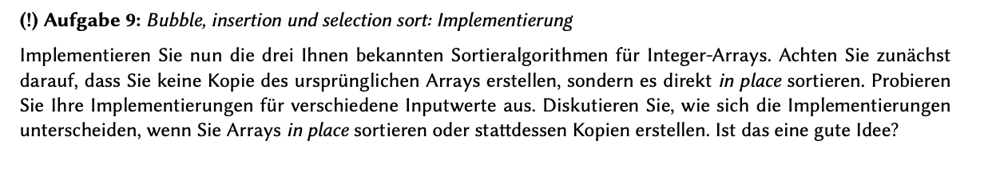 (!) Aufgabe 9: Bubble, insertion und selection sort: Implementierung
Implementieren Sie nun die drei Ihnen bekannten Sortieralgorithmen für Integer-Arrays. Achten Sie zunächst
darauf, dass Sie keine Kopie des ursprünglichen Arrays erstellen, sondern es direkt in place sortieren. Probieren
Sie Ihre Implementierungen für verschiedene Inputwerte aus. Diskutieren Sie, wie sich die Implementierungen
unterscheiden, wenn Sie Arrays in place sortieren oder stattdessen Kopien erstellen. Ist das eine gute Idee?